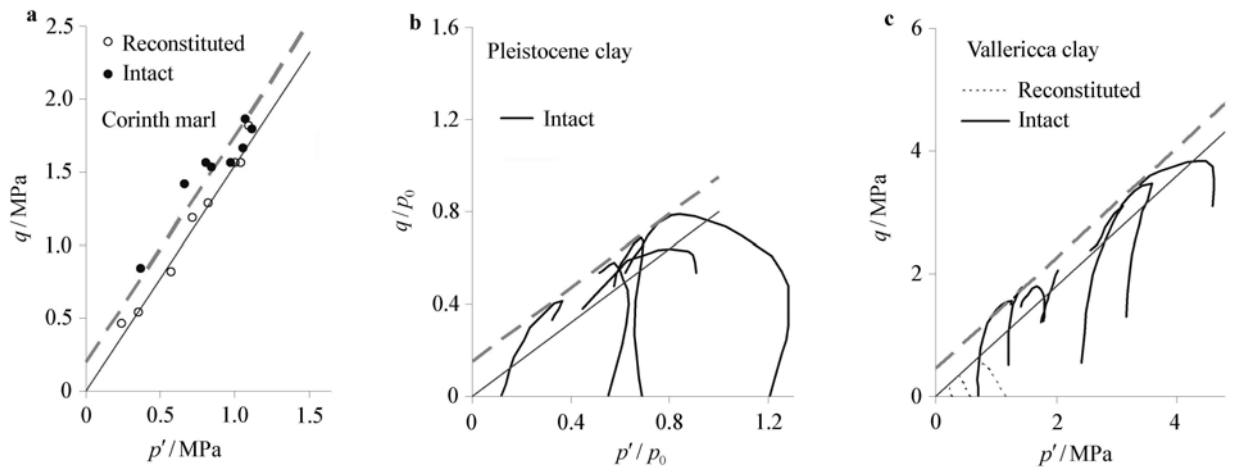 a
2.5
2.0
1.5
1.0
0.5
0
q / MPa
Reconstituted
Intact
Corinth marl
0 0.5 1.0 1.5
p′ / MPa
b
1.6
1.2
0.8
0.4
0
q / p0
Pleistocene clay
Intact
0 0.4 0.8 1.2
p′ / p0
c
6
4
2
0
q / MPa
Vallericca clay
Reconstituted
Intact
0 2 4
p′ / MPa